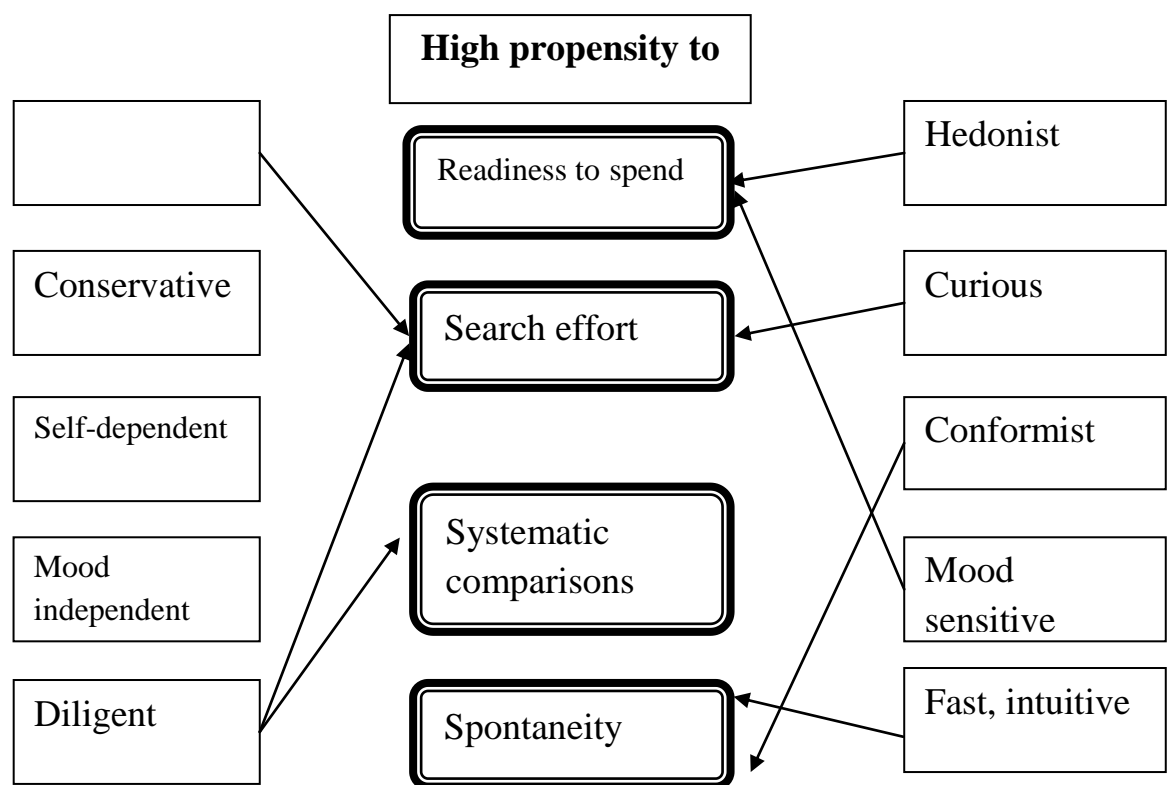 High propensity to
Readiness to spend
Hedonist
Conservative
Search effort
Curious
Self-dependent
Conformist
Systematic
comparisons
Mood
independent
Mood
sensitive
Diligent
Spontaneity
Fast, intuitive